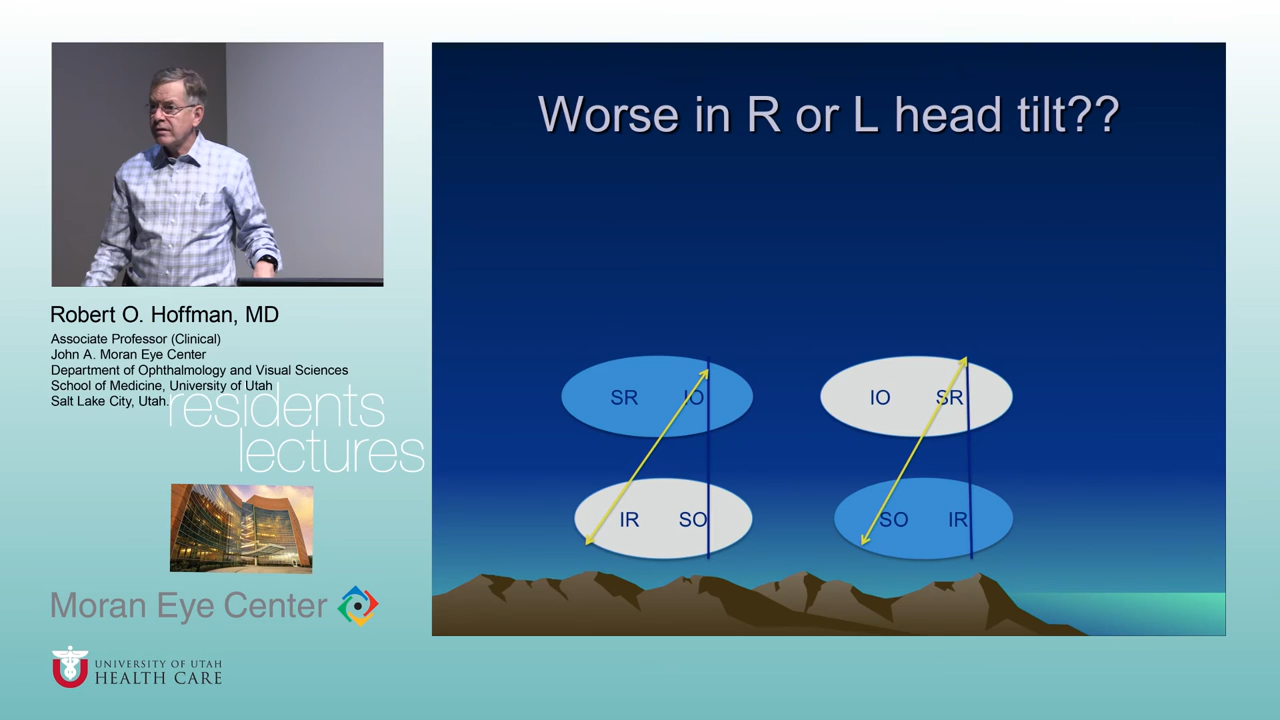 Worse in R or L head tilt??
SR IO
IO SR
IR SO
SO IR
Robert O. Hoffman, MD
Associate Professor (Clinical)
John A. Moran Eye Center
Department of Ophthalmology and Visual Sciences
School of Medicine, University of Utah
Salt Lake City, Utah.
residents
lectures
Moran Eye Center
UNIVERSITY OF UTAH
HEALTH CARE